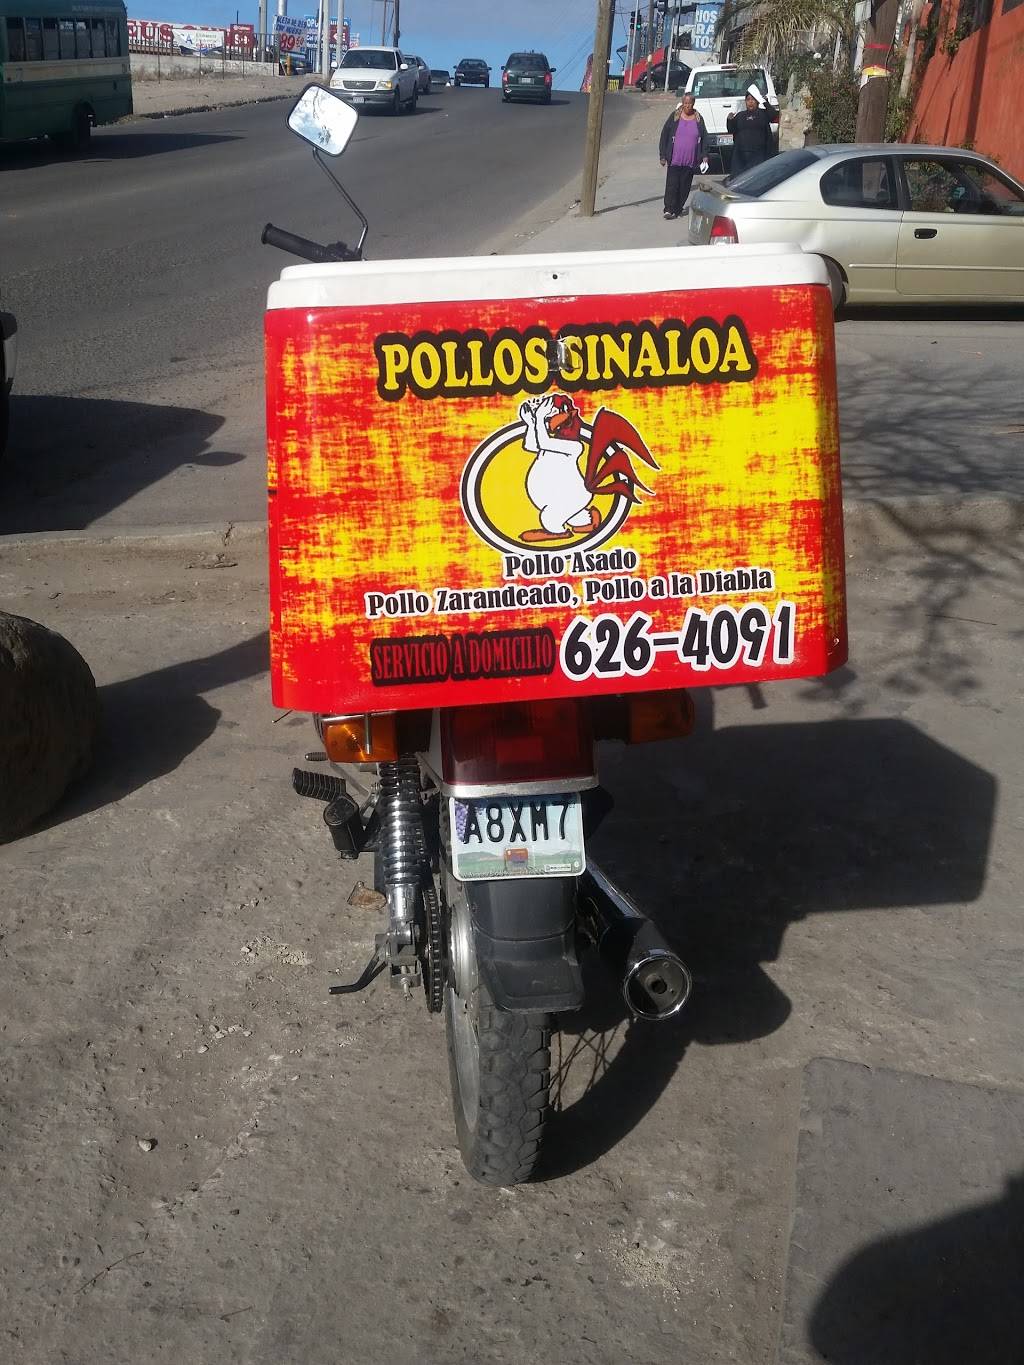 POLLOS SINALOA
Pollo Asado
Pollo Zarandeado, Pollo a la Diabla
SERVICIO A DOMICILIO 626-4091
A8XM7